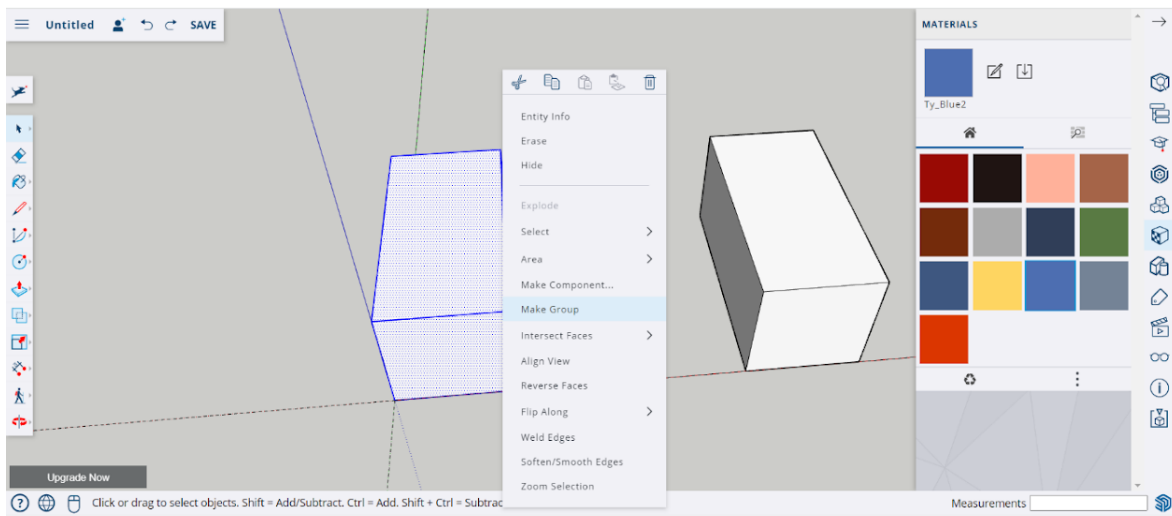 Untitled
SAVE
MATERIALS
Ty_Blue2
Entity Info
Erase
Hide
Explode
Select
Area
Make Component...
Make Group
Intersect Faces
Align View
Reverse Faces
Flip Along
Weld Edges
Soften/Smooth Edges
Zoom Selection
Upgrade Now
Click or drag to select objects. Shift = Add/Subtract. Ctrl = Add. Shift + Ctrl = Subtrac
Measurements